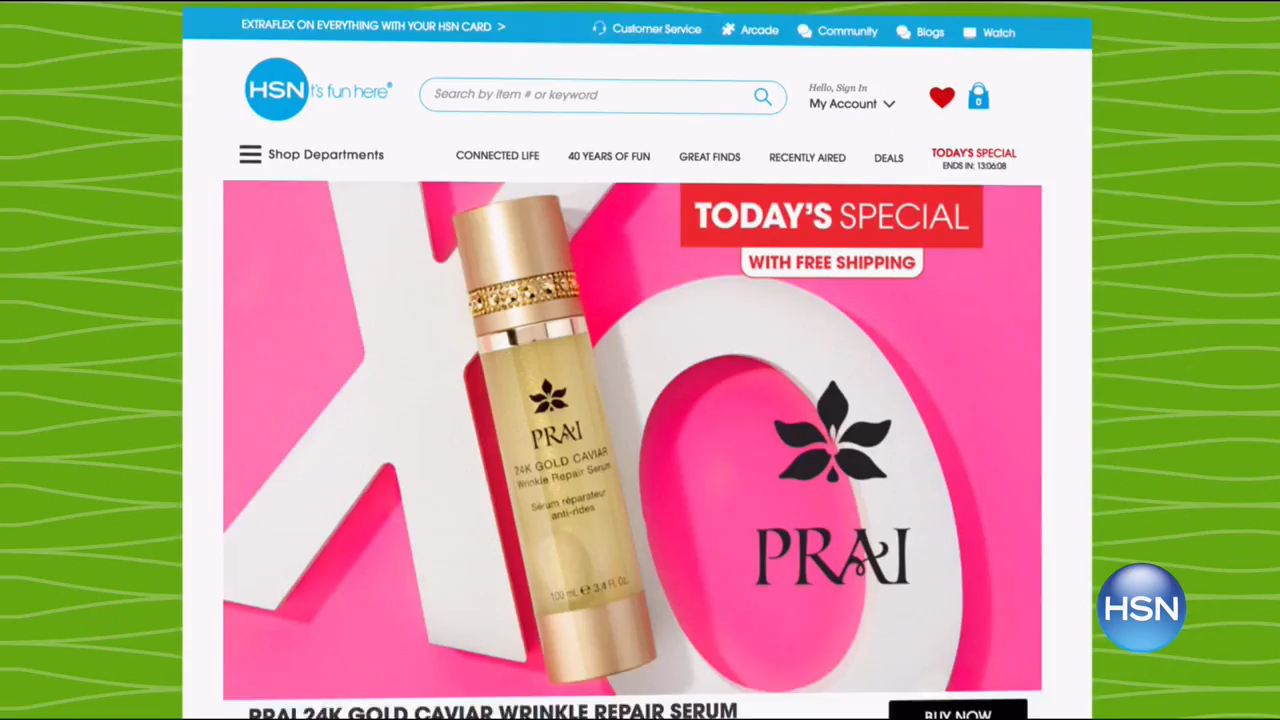 EXTRAFLEX ON EVERYTHING WITH YOUR HSN CARD >
Customer Service
Arcade
Community
Blogs
Watch
HSN it's fun here®
Search by item # or keyword
Hello, Sign In
My Account
0
Shop Departments
CONNECTED LIFE
40 YEARS OF FUN
GREAT FINDS
RECENTLY AIRED
DEALS
TODAY'S SPECIAL
ENDS IN: 13:06:08
TODAY'S SPECIAL
WITH FREE SHIPPING
PRAI
24K GOLD CAVIAR
Wrinkle Repair Serum
Sérum réparateur
anti-rides
100 mL ℮ 3.4 Fl. Oz.
PRAI
HSN
PRAI 24K GOLD CAVIAR WRINKLE REPAIR SERUM
BUY NOW